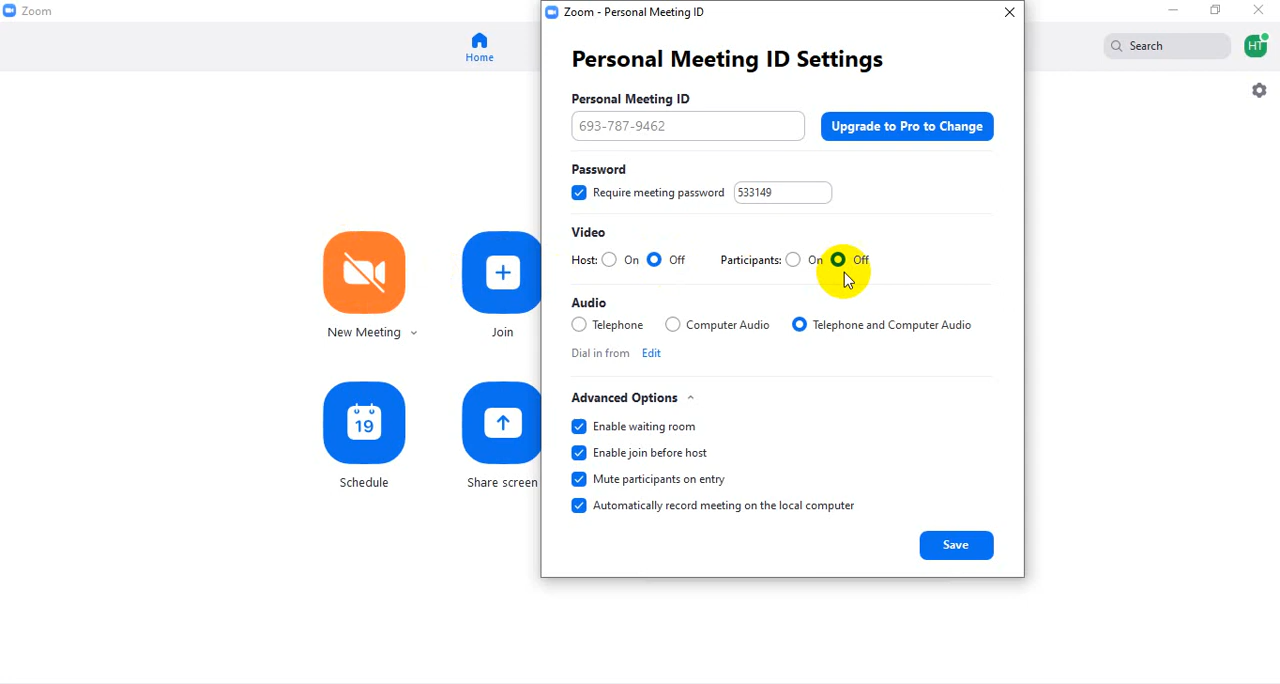 Zoom
Zoom - Personal Meeting ID
Home
Search
HT
Personal Meeting ID Settings
Personal Meeting ID
693-787-9462
Upgrade to Pro to Change
Password
Require meeting password 533149
Video
Host: On Off Participants: On Off
Audio
Telephone Computer Audio Telephone and Computer Audio
Dial in from Edit
Advanced Options
Enable waiting room
Enable join before host
Mute participants on entry
Automatically record meeting on the local computer
Save
New Meeting
Join
19
Schedule
Share screen